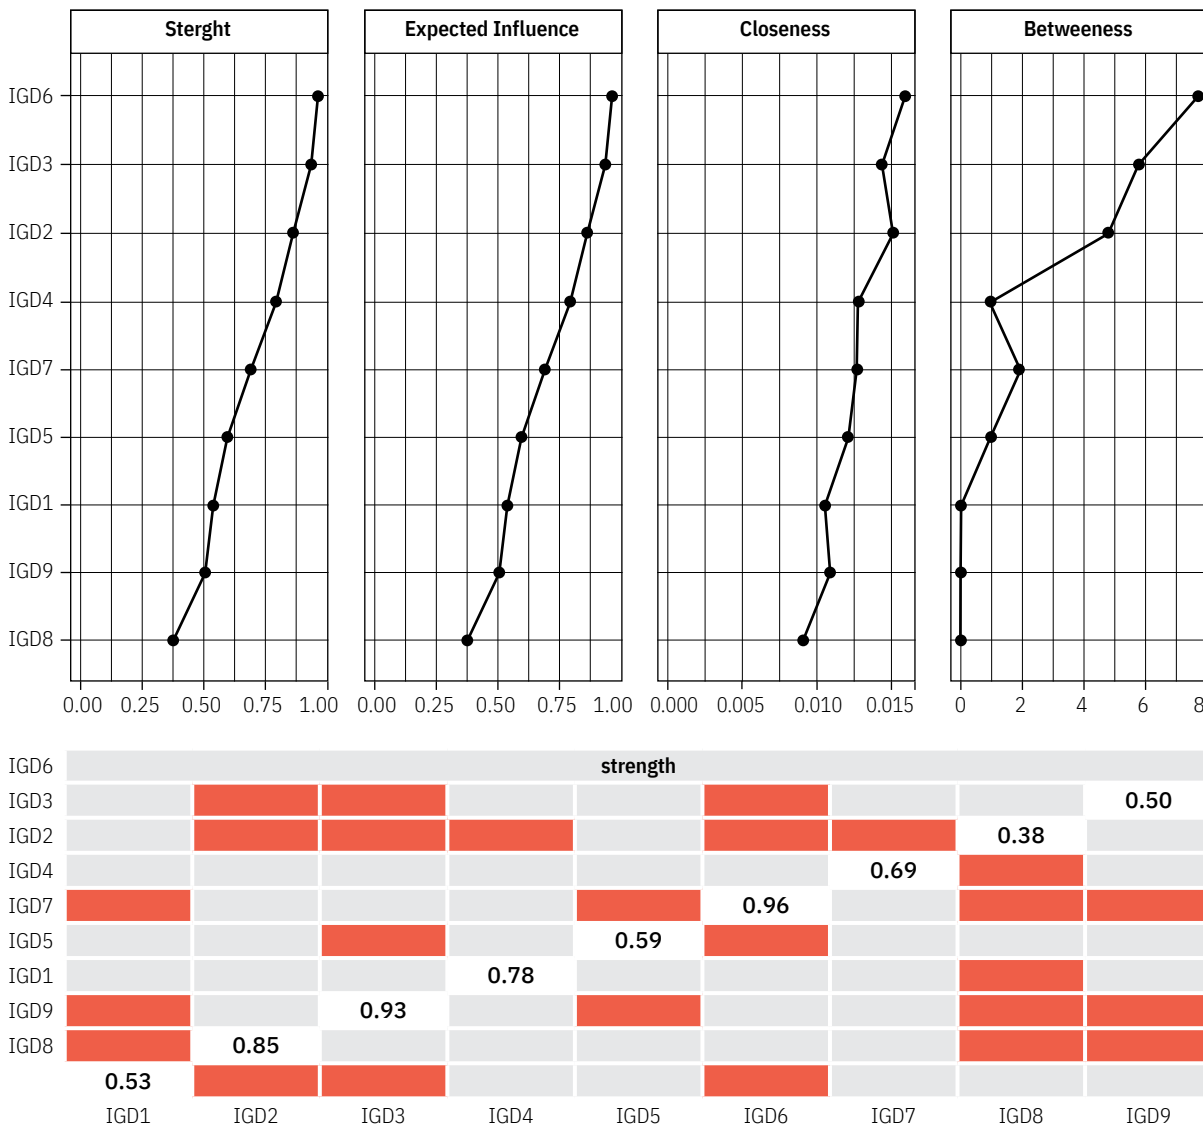 Sterght Expected Influence Closeness Betweeness
IGD6
IGD3
IGD2
IGD4
IGD7
IGD5
IGD1
IGD9
IGD8
0.00 0.25 0.50 0.75 1.00 0.00 0.25 0.50 0.75 1.00 0.000 0.005 0.010 0.015 0 2 4 6 8
IGD6 strength
IGD3 0.50
IGD2 0.38
IGD4 0.69
IGD7 0.96
IGD5 0.59
IGD1 0.78
IGD9 0.93
IGD8 0.85
0.53
IGD1 IGD2 IGD3 IGD4 IGD5 IGD6 IGD7 IGD8 IGD9